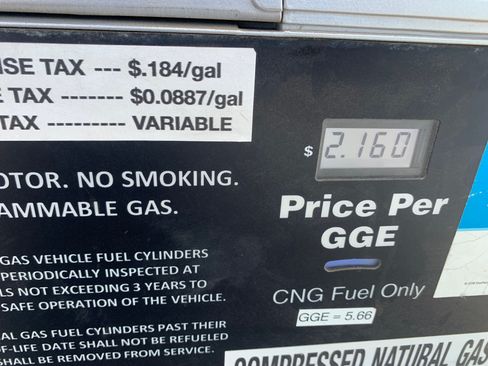 ISE TAX --- $.184/gal
E TAX ------- $0.0887/gal
TAX --------- VARIABLE
OTOR. NO SMOKING.
AMMABLE GAS.
$ 2.160
Price Per
GGE
CNG Fuel Only
GGE = 5.66
GAS VEHICLE FUEL CYLINDERS
PERIODICALLY INSPECTED AT
LS NOT EXCEEDING 3 YEARS TO
SAFE OPERATION OF THE VEHICLE.
AL GAS FUEL CYLINDERS PAST THEIR
OF-LIFE DATE SHALL NOT BE REFUELED
SHALL BE REMOVED FROM SERVICE.
COMPRESSED NATURAL GAS